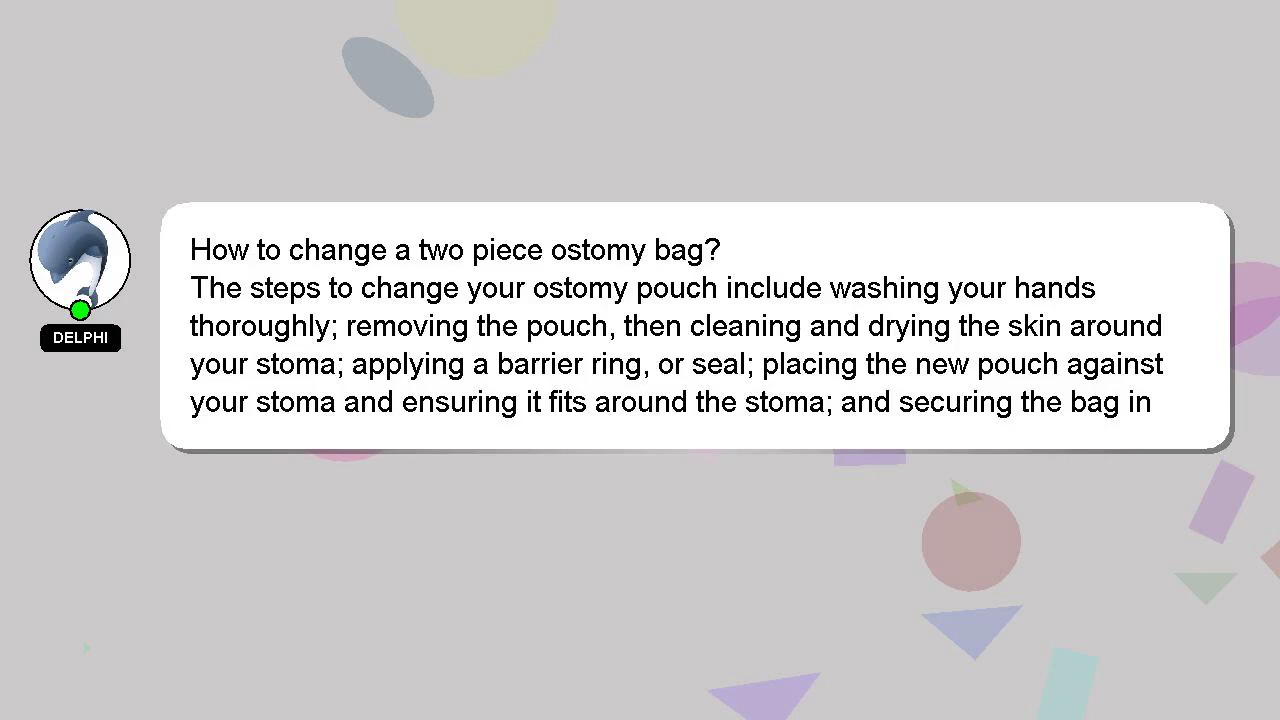 How to change a two piece ostomy bag?
The steps to change your ostomy pouch include washing your hands
thoroughly; removing the pouch, then cleaning and drying the skin around
your stoma; applying a barrier ring, or seal; placing the new pouch against
your stoma and ensuring it fits around the stoma; and securing the bag in
DELPHI